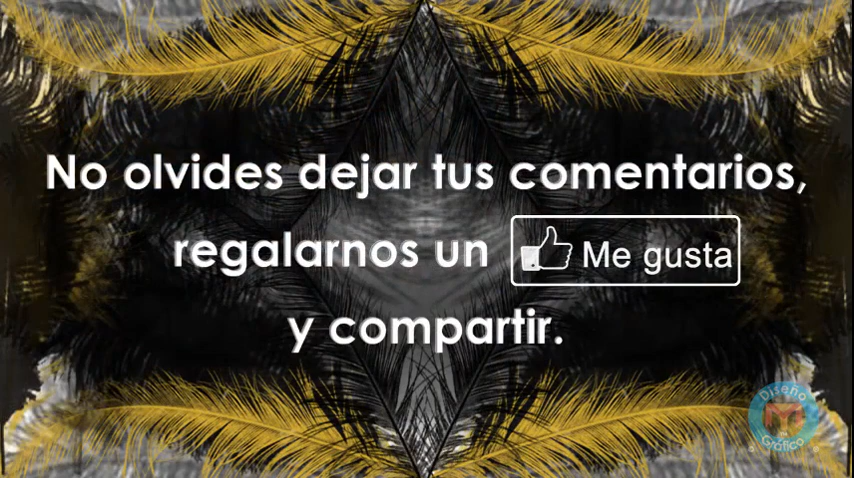 No olvides dejar tus comentarios,
regalarnos un Me gusta
y compartir.
Diseño
Gráfico